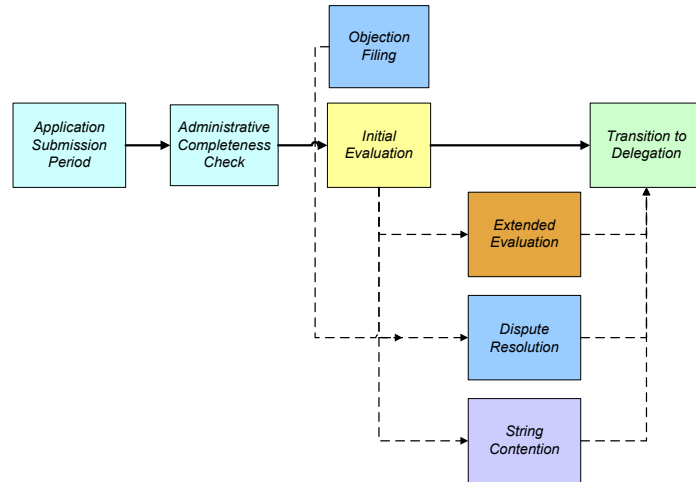 Objection
Filing
Application
Submission
Period
Administrative
Completeness
Check
Initial
Evaluation
Transition to
Delegation
Extended
Evaluation
Dispute
Resolution
String
Contention